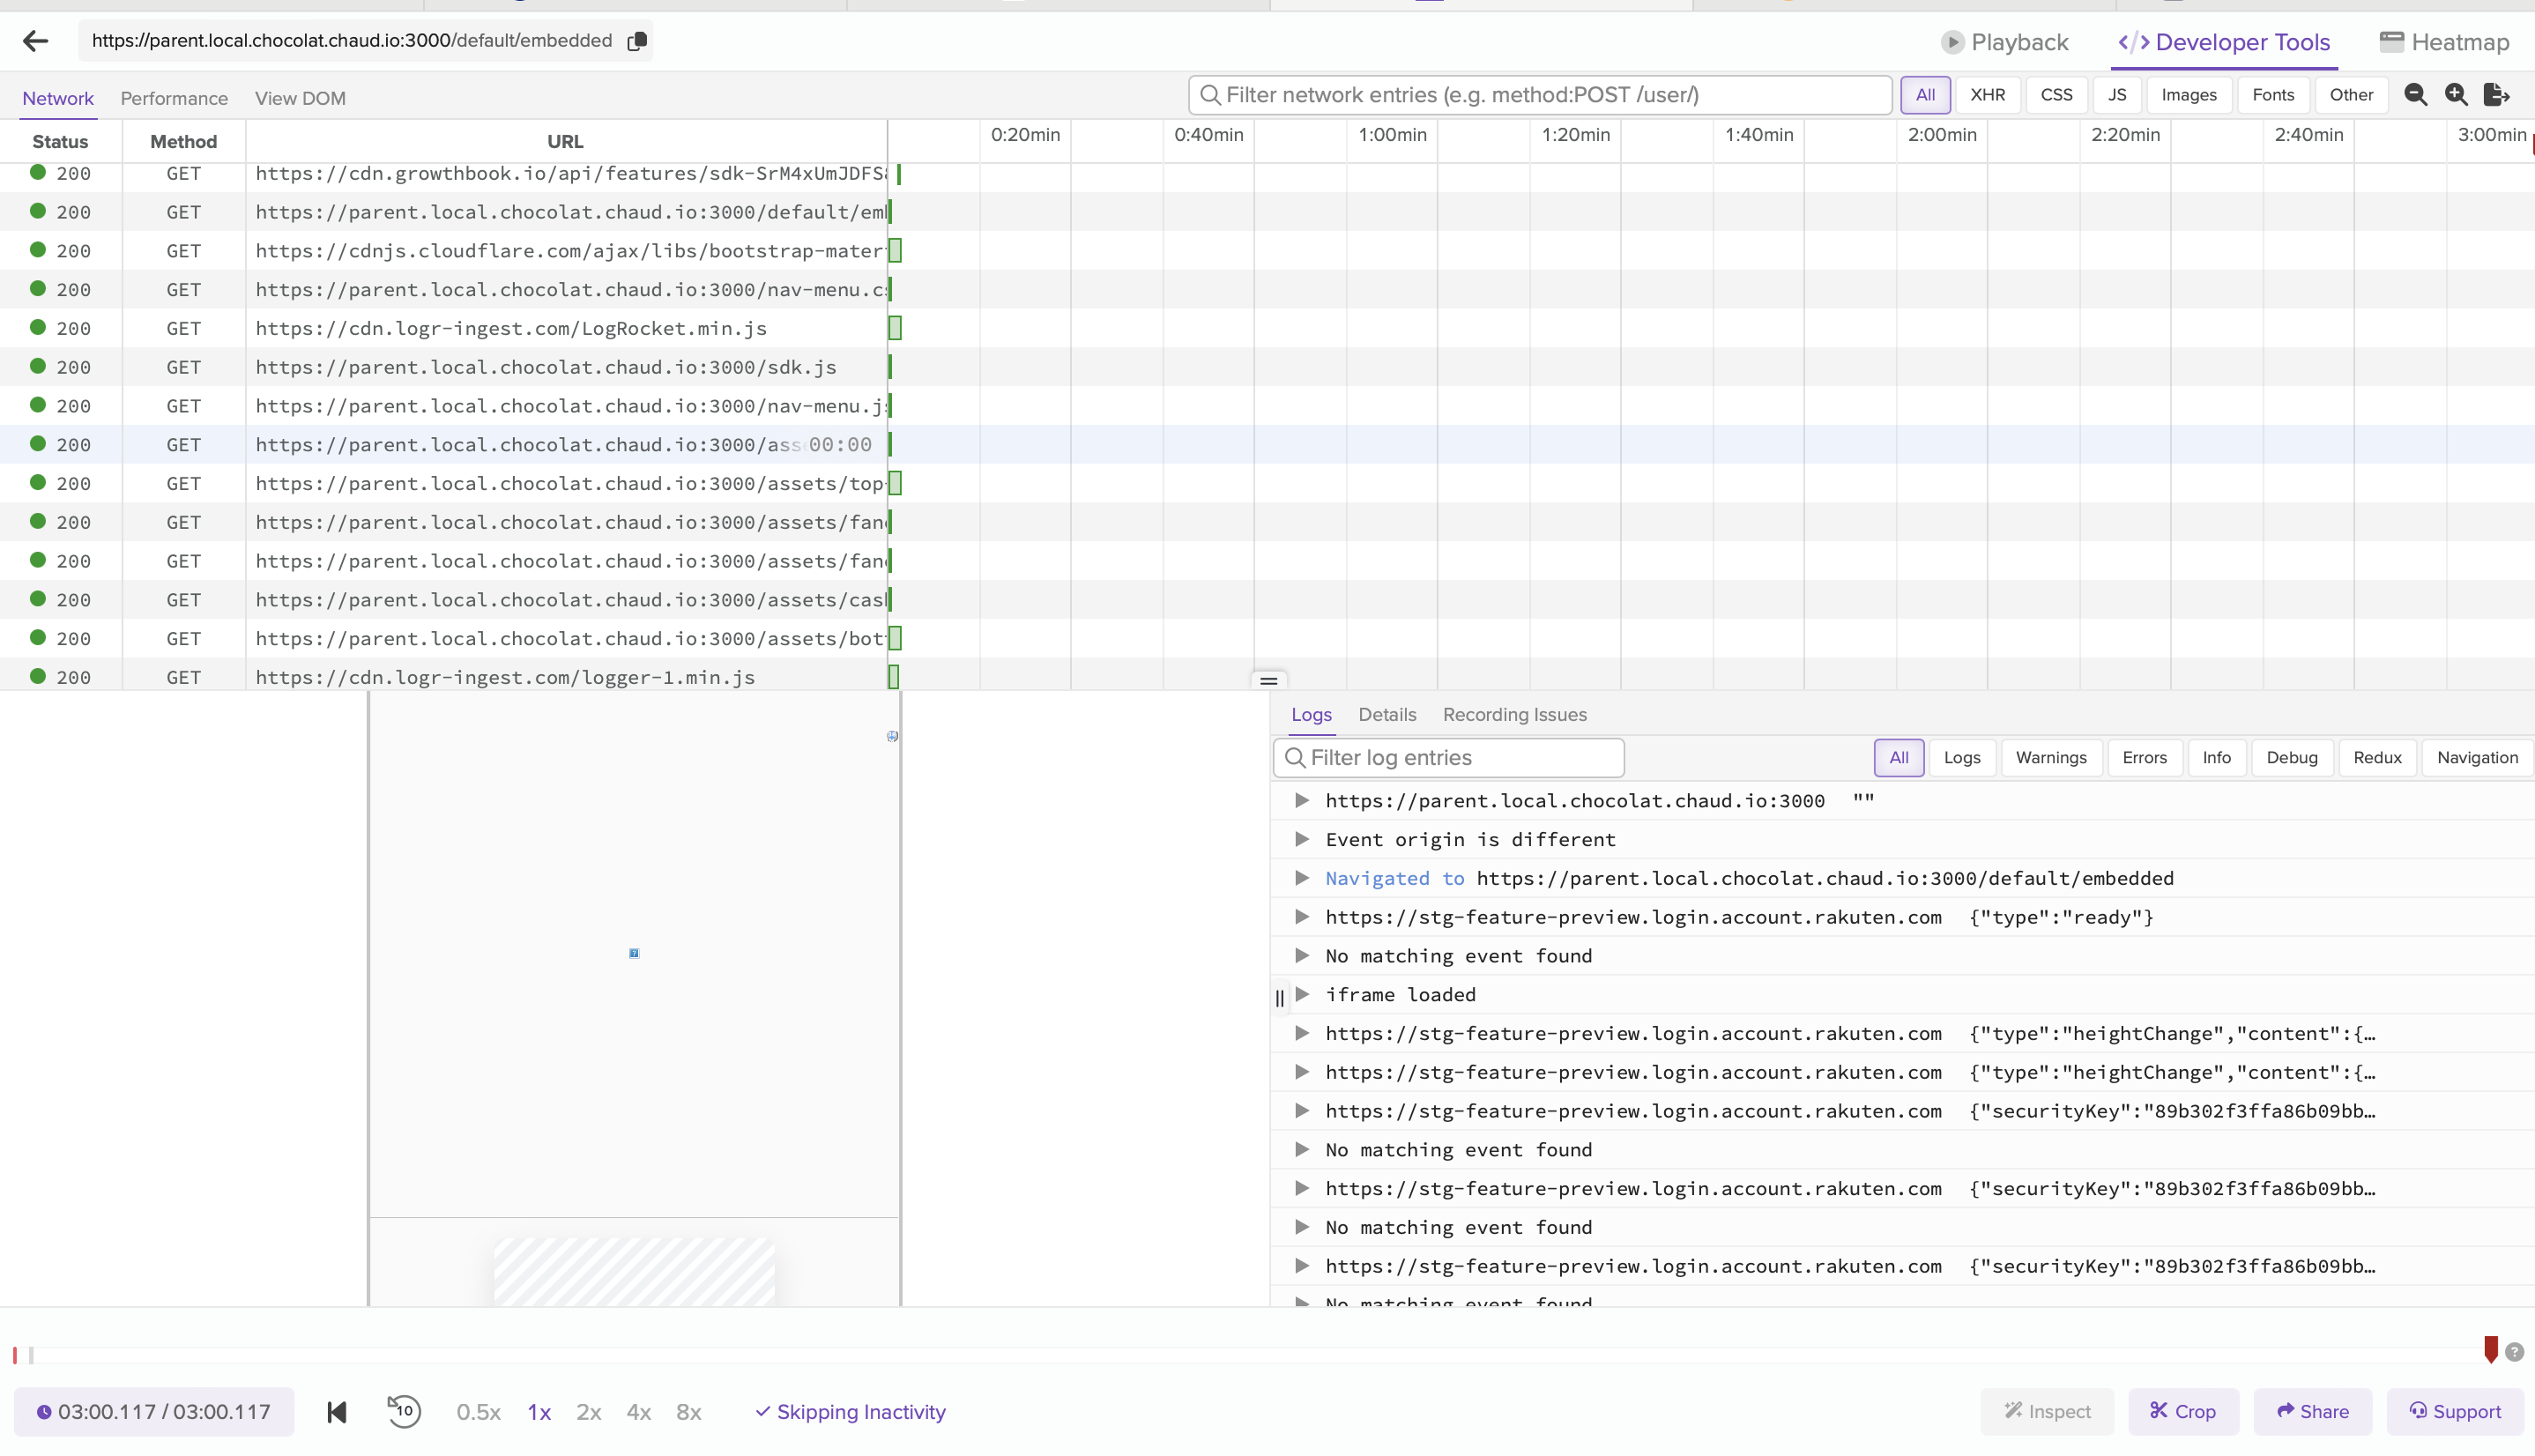 https://parent.local.chocolat.chaud.io:3000/default/embedded
Playback
</> Developer Tools
Heatmap
Network Performance View DOM
Filter network entries (e.g. method:POST /user/)
All XHR CSS JS Images Fonts Other
Status Method URL 0:20min 0:40min 1:00min 1:20min 1:40min 2:00min 2:20min 2:40min 3:00min
200 GET https://cdn.growthbook.io/api/features/sdk-SrM4xUmJDFS
200 GET https://parent.local.chocolat.chaud.io:3000/default/em
200 GET https://cdnjs.cloudflare.com/ajax/libs/bootstrap-mater
200 GET https://parent.local.chocolat.chaud.io:3000/nav-menu.c
200 GET https://cdn.logr-ingest.com/LogRocket.min.js
200 GET https://parent.local.chocolat.chaud.io:3000/sdk.js
200 GET https://parent.local.chocolat.chaud.io:3000/nav-menu.j
200 GET https://parent.local.chocolat.chaud.io:3000/ass 00:00
200 GET https://parent.local.chocolat.chaud.io:3000/assets/top
200 GET https://parent.local.chocolat.chaud.io:3000/assets/fan
200 GET https://parent.local.chocolat.chaud.io:3000/assets/fan
200 GET https://parent.local.chocolat.chaud.io:3000/assets/cas
200 GET https://parent.local.chocolat.chaud.io:3000/assets/bot
200 GET https://cdn.logr-ingest.com/logger-1.min.js
Logs Details Recording Issues
Filter log entries
All Logs Warnings Errors Info Debug Redux Navigation
https://parent.local.chocolat.chaud.io:3000 ""
Event origin is different
Navigated to https://parent.local.chocolat.chaud.io:3000/default/embedded
https://stg-feature-preview.login.account.rakuten.com {"type":"ready"}
No matching event found
iframe loaded
https://stg-feature-preview.login.account.rakuten.com {"type":"heightChange","content":{…
https://stg-feature-preview.login.account.rakuten.com {"type":"heightChange","content":{…
https://stg-feature-preview.login.account.rakuten.com {"securityKey":"89b302f3ffa86b09bb…
No matching event found
https://stg-feature-preview.login.account.rakuten.com {"securityKey":"89b302f3ffa86b09bb…
No matching event found
https://stg-feature-preview.login.account.rakuten.com {"securityKey":"89b302f3ffa86b09bb…
No matching event found
?
03:00.117 / 03:00.117
10
0.5x 1x 2x 4x 8x
Skipping Inactivity
Inspect Crop Share Support